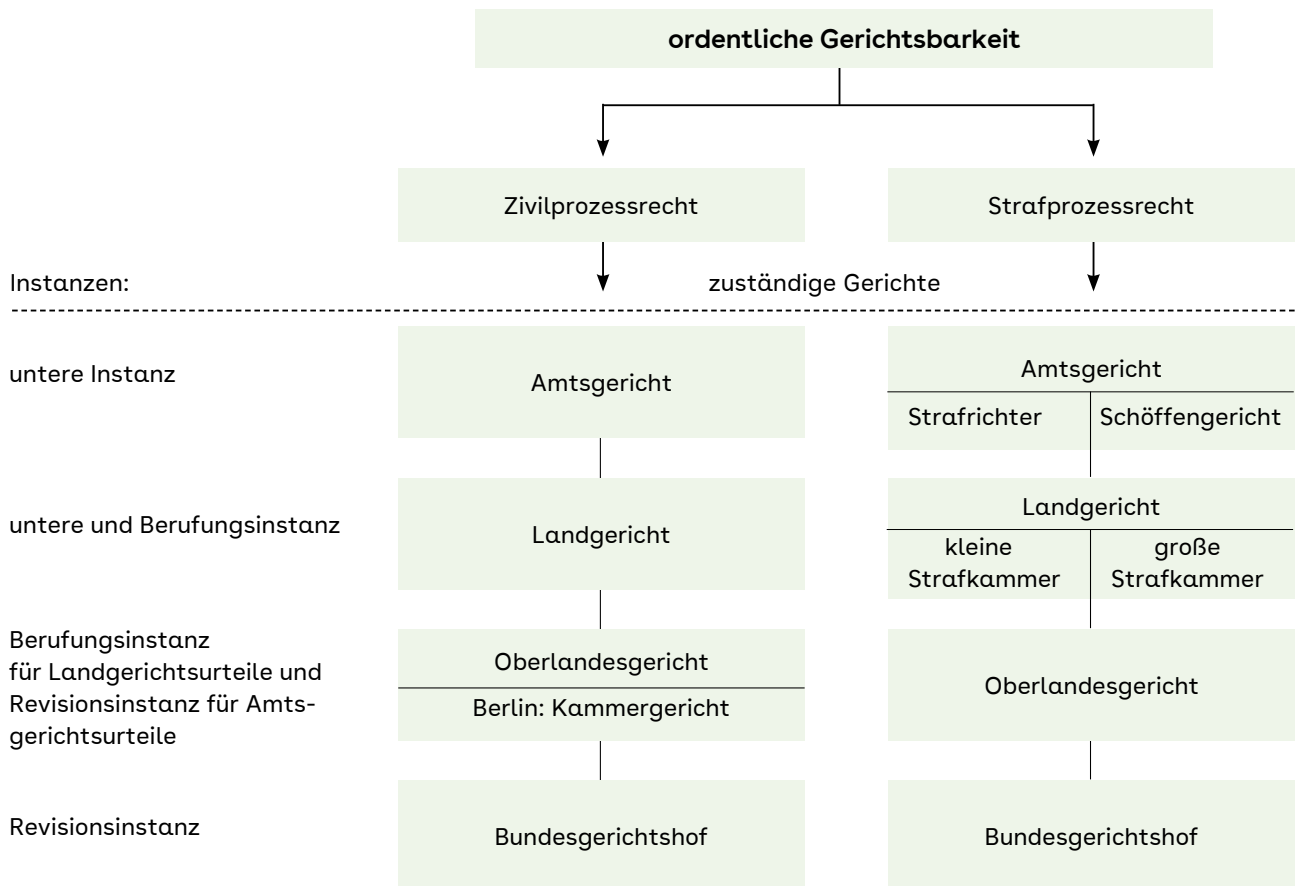 ordentliche Gerichtsbarkeit
Zivilprozessrecht
Strafprozessrecht
Instanzen:
zuständige Gerichte
untere Instanz
Amtsgericht
Amtsgericht
Strafrichter
Schöffengericht
untere und Berufungsinstanz
Landgericht
Landgericht
kleine
Strafkammer
große
Strafkammer
Berufungsinstanz
für Landgerichtsurteile und
Revisionsinstanz für Amts-
gerichtsurteile
Oberlandesgericht
Berlin: Kammergericht
Oberlandesgericht
Revisionsinstanz
Bundesgerichtshof
Bundesgerichtshof